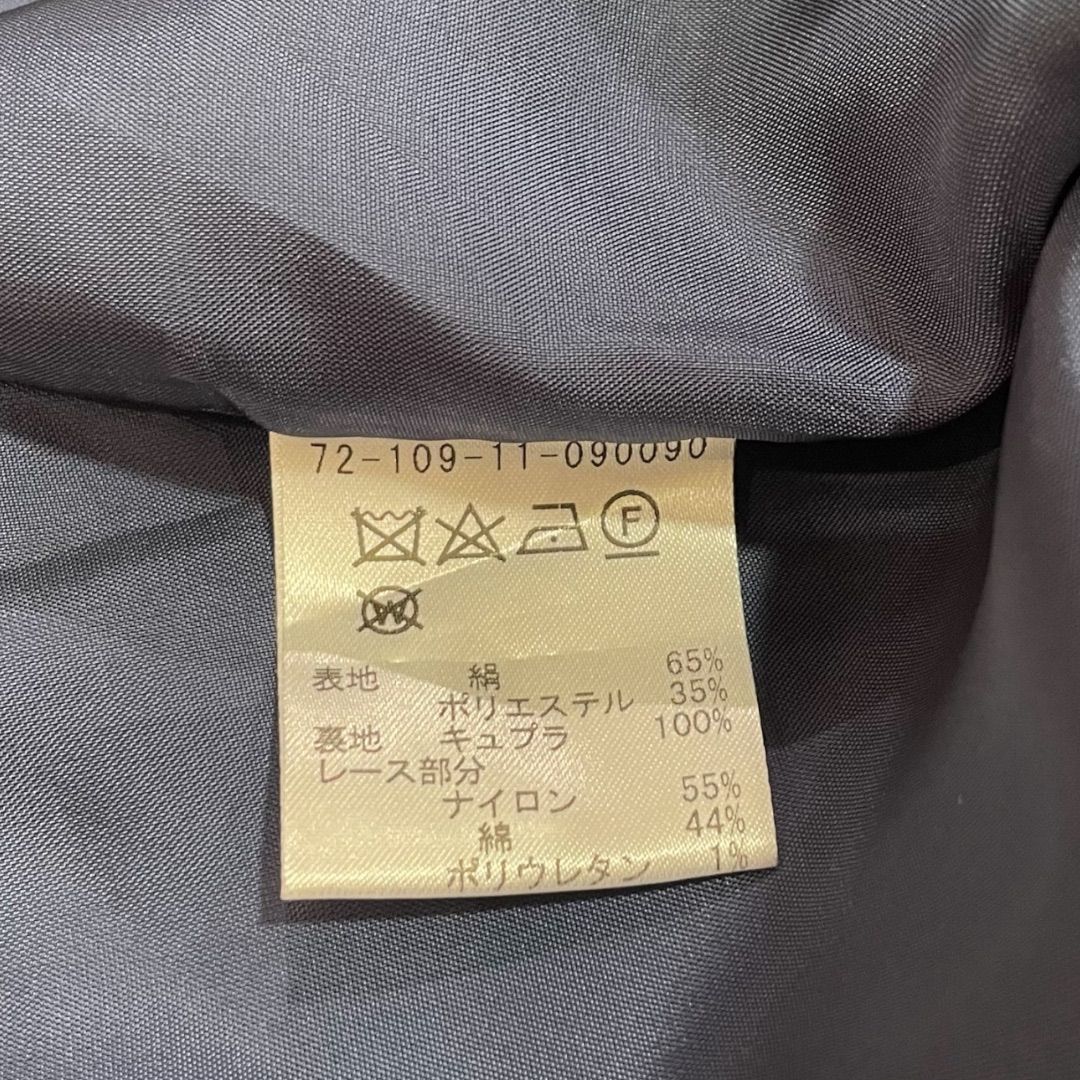 72-109-11-090090
F
W
表地 絹 65%
ポリエステル 35%
裏地 キュプラ 100%
レース部分
ナイロン 55%
綿 44%
ポリウレタン 1%